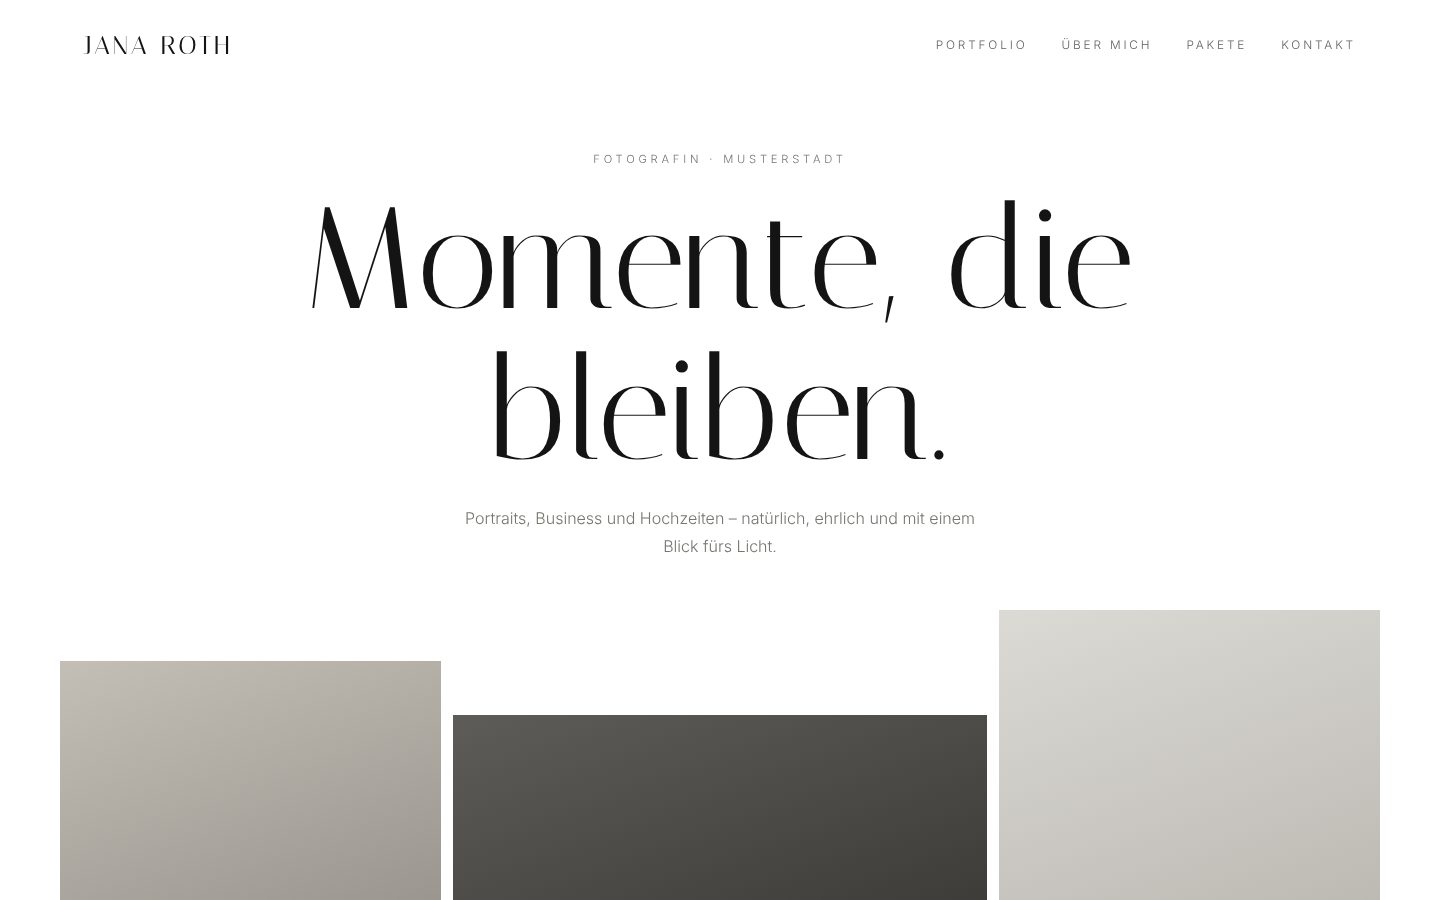 JANA ROTH
PORTFOLIO ÜBER MICH PAKETE KONTAKT
FOTOGRAFIN · MUSTERSTADT
Momente, die
bleiben.
Portraits, Business und Hochzeiten – natürlich, ehrlich und mit einem
Blick fürs Licht.